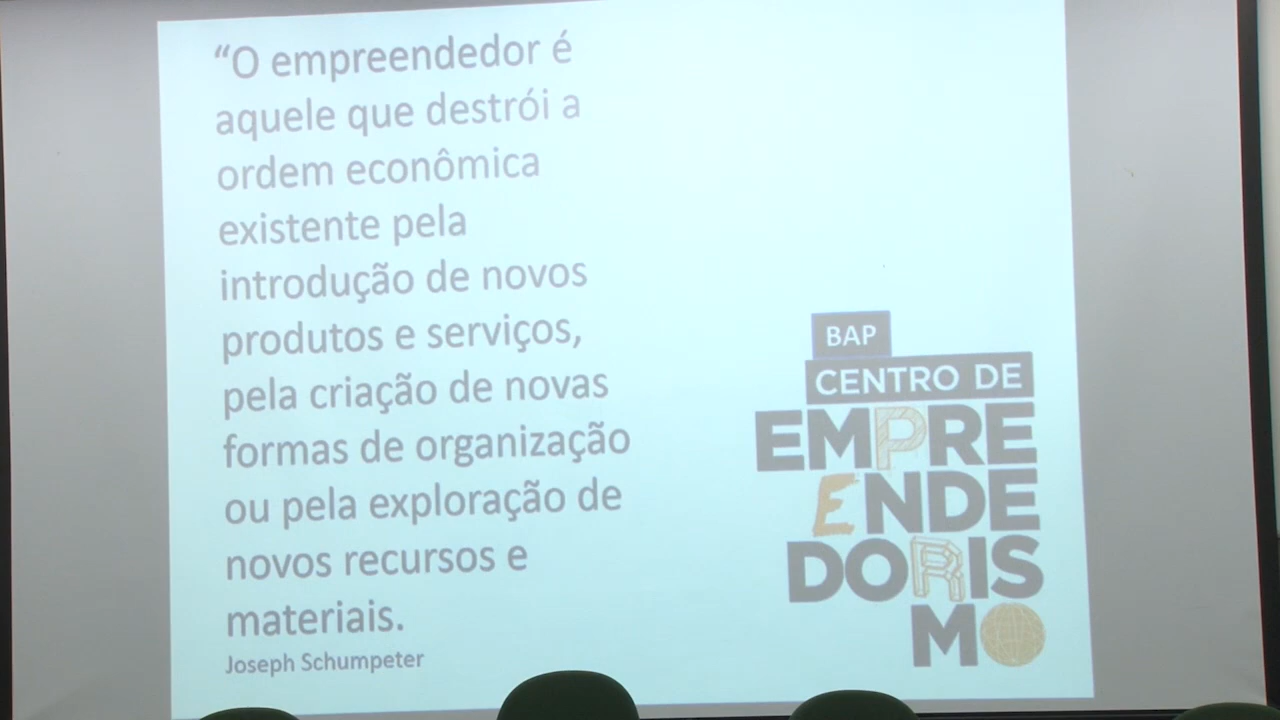 “O empreendedor é
aquele que destrói a
ordem econômica
existente pela
introdução de novos
produtos e serviços,
pela criação de novas
formas de organização
ou pela exploração de
novos recursos e
materiais.
Joseph Schumpeter
BAP
CENTRO DE
EMPRE
ENDE
DORIS
MO